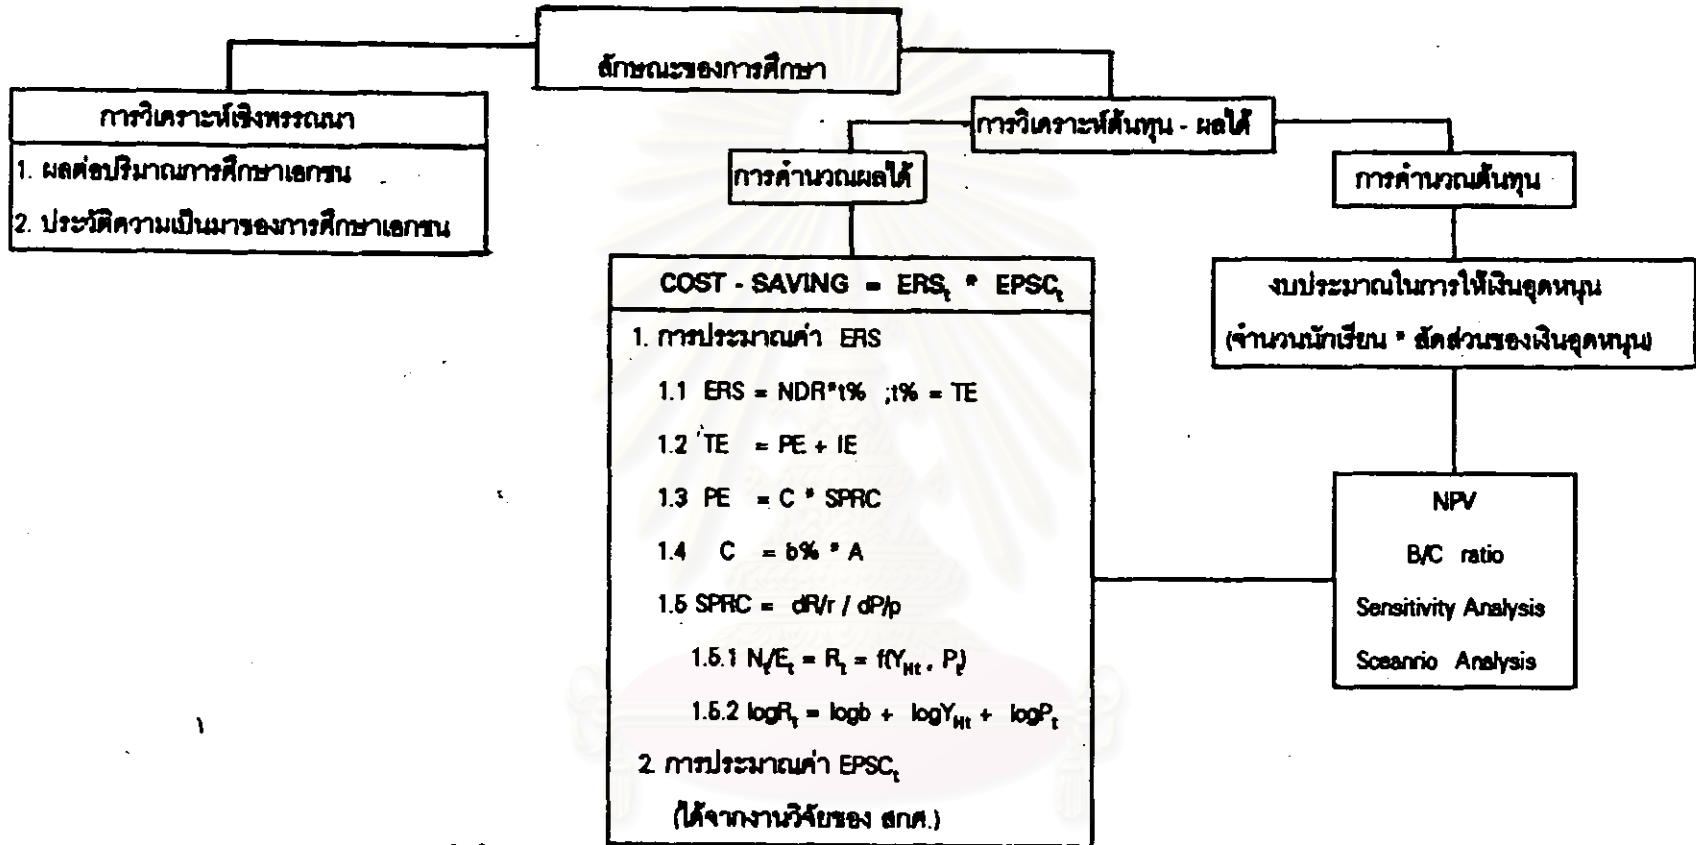 ลักษณะของการศึกษา
การวิเคราะห์เชิงพรรณนา
1. ผลต่อปริมาณการศึกษาเอกชน
2. ประวัติความเป็นมาของการศึกษาเอกชน
การวิเคราะห์ต้นทุน - ผลได้
การคำนวณผลได้
การคำนวณต้นทุน
COST - SAVING = ERSₜ * EPSCₜ
1. การประมาณค่า ERS
1.1 ERS = NDR*t% ;t% = TE
1.2 TE = PE + IE
1.3 PE = C * SPRC
1.4 C = b% * A
1.5 SPRC = dR/r / dP/p
1.5.1 Nₜ/Eₜ = Rₜ = f(Y_Ht, Pₜ)
1.5.2 logRₜ = logb + logY_Ht + logPₜ
2. การประมาณค่า EPSCₜ
(ได้จากงานวิจัยของ สกศ.)
งบประมาณในการให้เงินอุดหนุน
(จำนวนนักเรียน * สัดส่วนของเงินอุดหนุน)
NPV
B/C ratio
Sensitivity Analysis
Sceanrio Analysis